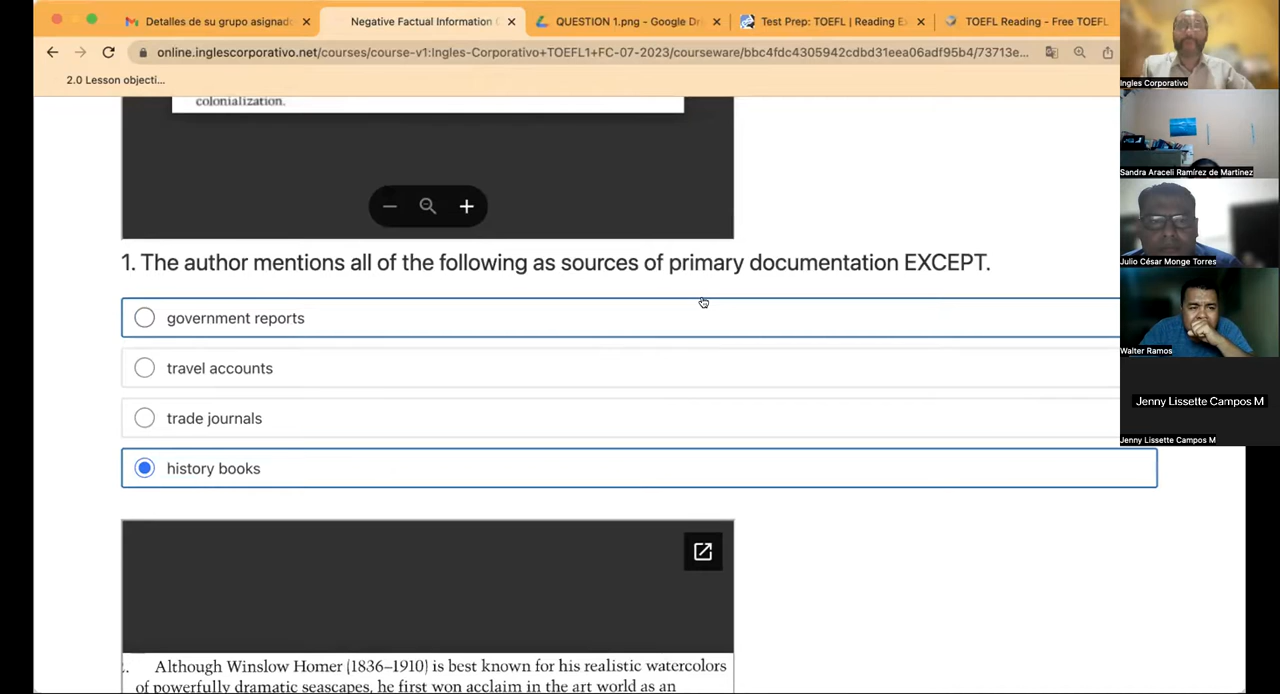 Detalles de su grupo asignado
Negative Factual Information
QUESTION 1.png - Google Dr
Test Prep: TOEFL | Reading E
TOEFL Reading - Free TOEFL
online.inglescorporativo.net/courses/course-v1:Ingles-Corporativo+TOEFL1+FC-07-2023/courseware/bbc4fdc4305942cdbd31eea06adf95b4/73713e...
2.0 Lesson objecti...
colonialization.
1. The author mentions all of the following as sources of primary documentation EXCEPT.
government reports
travel accounts
trade journals
history books
Although Winslow Homer (1836–1910) is best known for his realistic watercolors
of powerfully dramatic seascapes, he first won acclaim in the art world as an
Ingles Corporativo
Sandra Araceli Ramírez de Martinez
Julio César Monge Torres
Walter Ramos
Jenny Lissette Campos M
Jenny Lissette Campos M